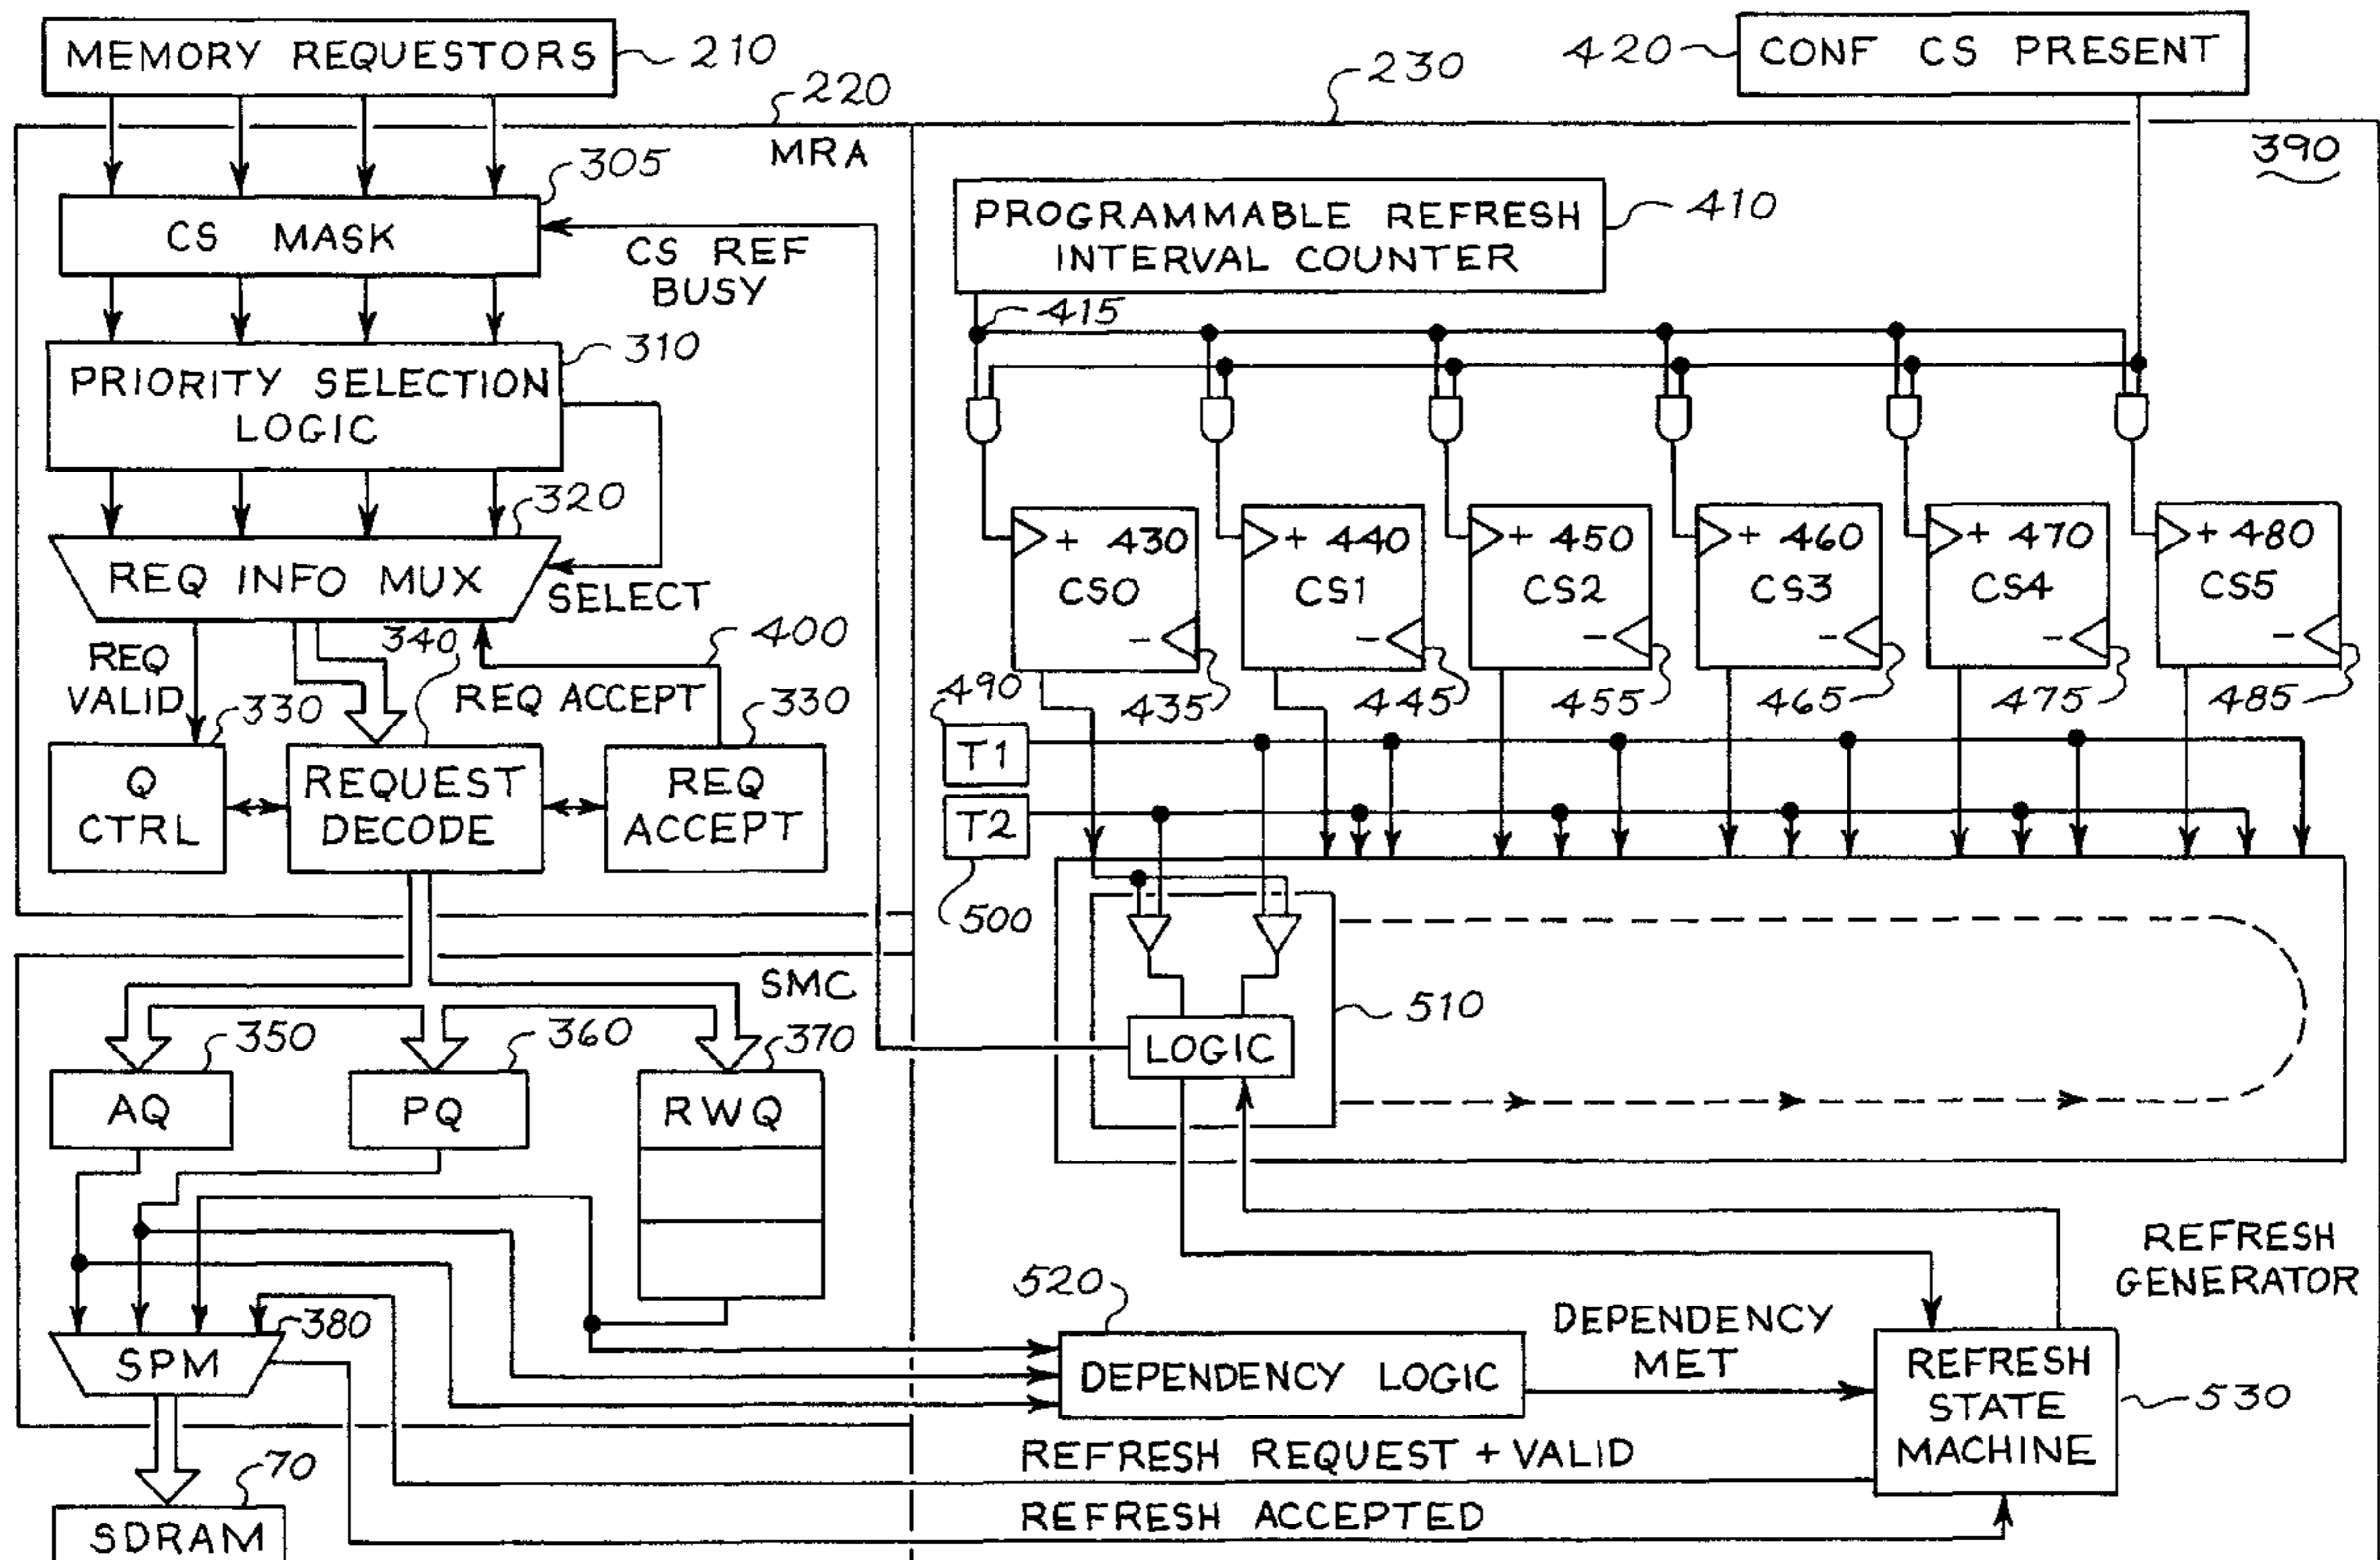 MEMORY REQUESTORS
210
220
230
420
CONF CS PRESENT
MRA
390
305
CS MASK
CS REF
BUSY
PROGRAMMABLE REFRESH
INTERVAL COUNTER
410
415
310
PRIORITY SELECTION
LOGIC
320
REQ INFO MUX
SELECT
+ 430
CS0
-
+ 440
CS1
-
+ 450
CS2
-
+ 460
CS3
-
+ 470
CS4
-
+ 480
CS5
-
435
445
455
465
475
485
REQ
VALID
340
400
REQ ACCEPT
330
330
Q
CTRL
REQUEST
DECODE
REQ
ACCEPT
490
T1
T2
500
SMC
510
LOGIC
350
360
370
AQ
PQ
RWQ
380
SPM
520
DEPENDENCY LOGIC
DEPENDENCY
MET
REFRESH
GENERATOR
REFRESH
STATE
MACHINE
530
REFRESH REQUEST + VALID
REFRESH ACCEPTED
70
SDRAM